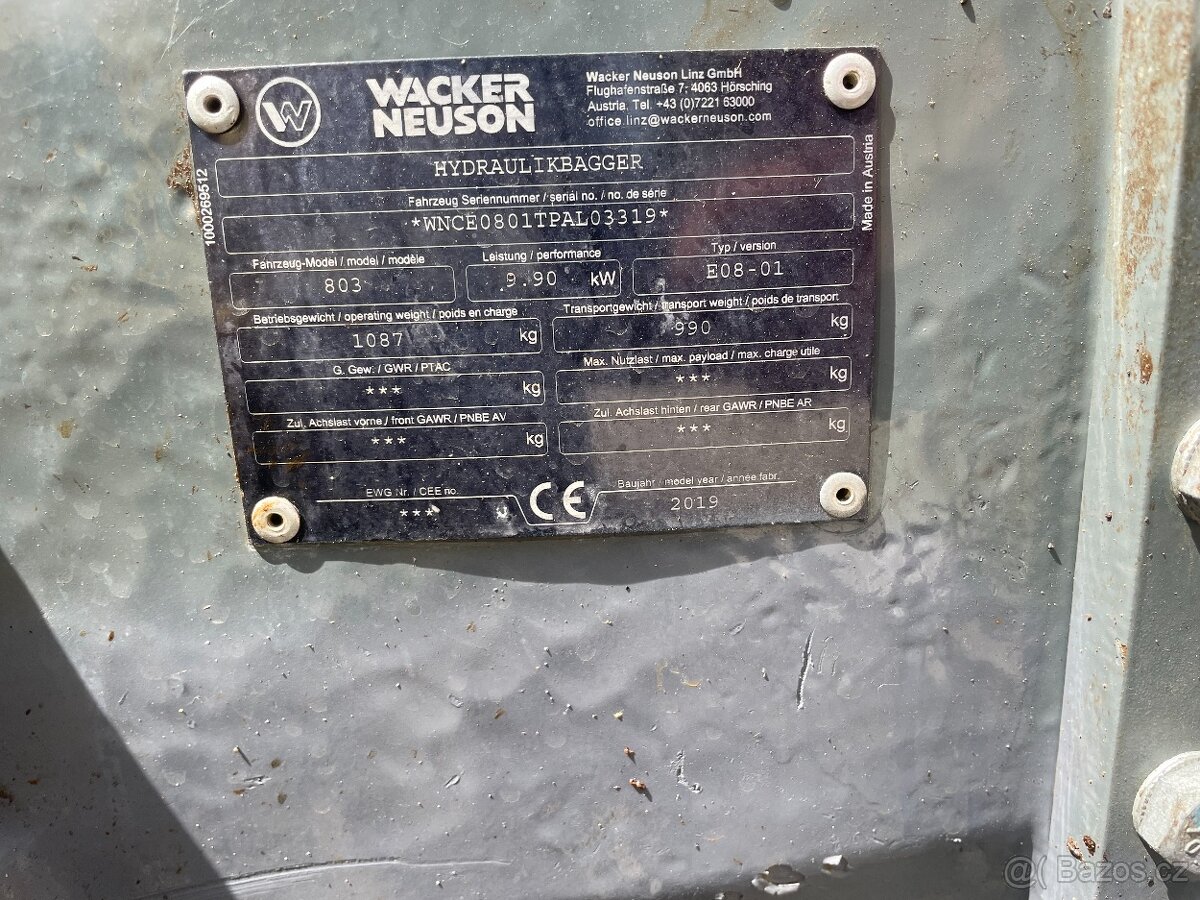 WACKER
NEUSON
Wacker Neuson Linz GmbH
Flughafenstraße 7, 4063 Hörsching
Austria, Tel. +43 (0)7221 63000
office.linz@wackerneuson.com
HYDRAULIKBAGGER
Fahrzeug Seriennummer / serial no. / no. de série
*WNCE0801TPAL03319*
1000269512
Made in Austria
Fahrzeug-Model / model / modèle
803
Leistung / performance
9.90 kW
Typ / version
E08-01
Betriebsgewicht / operating weight / poids en charge
1087 kg
Transportgewicht / transport weight / poids de transport
990 kg
G. Gew. / GWR / PTAC
*** kg
Max. Nutzlast / max. payload / max. charge utile
*** kg
Zul. Achslast vorne / front GAWR / PNBE AV
*** kg
Zul. Achslast hinten / rear GAWR / PNBE AR
*** kg
EWG Nr. / CEE no.
***
CE
Baujahr / model year / année fabr.
2019
@( Bazos.cz